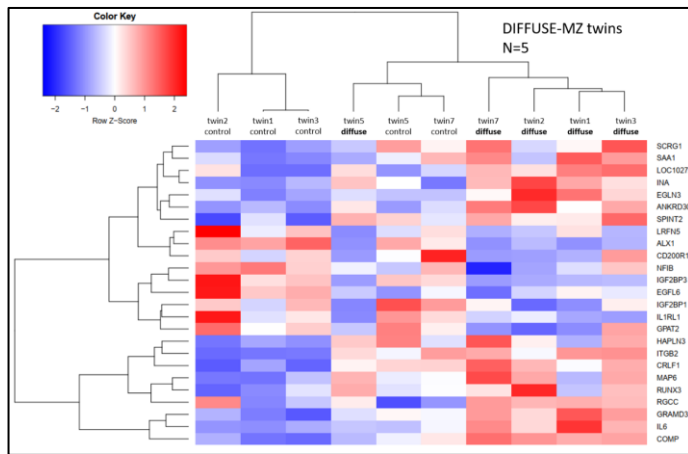 Color Key
-2 -1 0 1 2
Row Z-Score
DIFFUSE-MZ twins
N=5
twin2 twin1 twin3 twin5 twin5 twin7 twin7 twin2 twin1 twin3
control control control diffuse control control diffuse diffuse diffuse diffuse
SCRG1
SAA1
LOC1027
INA
EGLN3
ANKRD3
SPINT2
LRFN5
ALX1
CD200R1
NFIB
IGF2BP3
EGFL6
IGF2BP1
IL1RL1
GPAT2
HAPLN3
ITGB2
CRLF1
MAP6
RUNX3
RGCC
GRAMD3
IL6
COMP